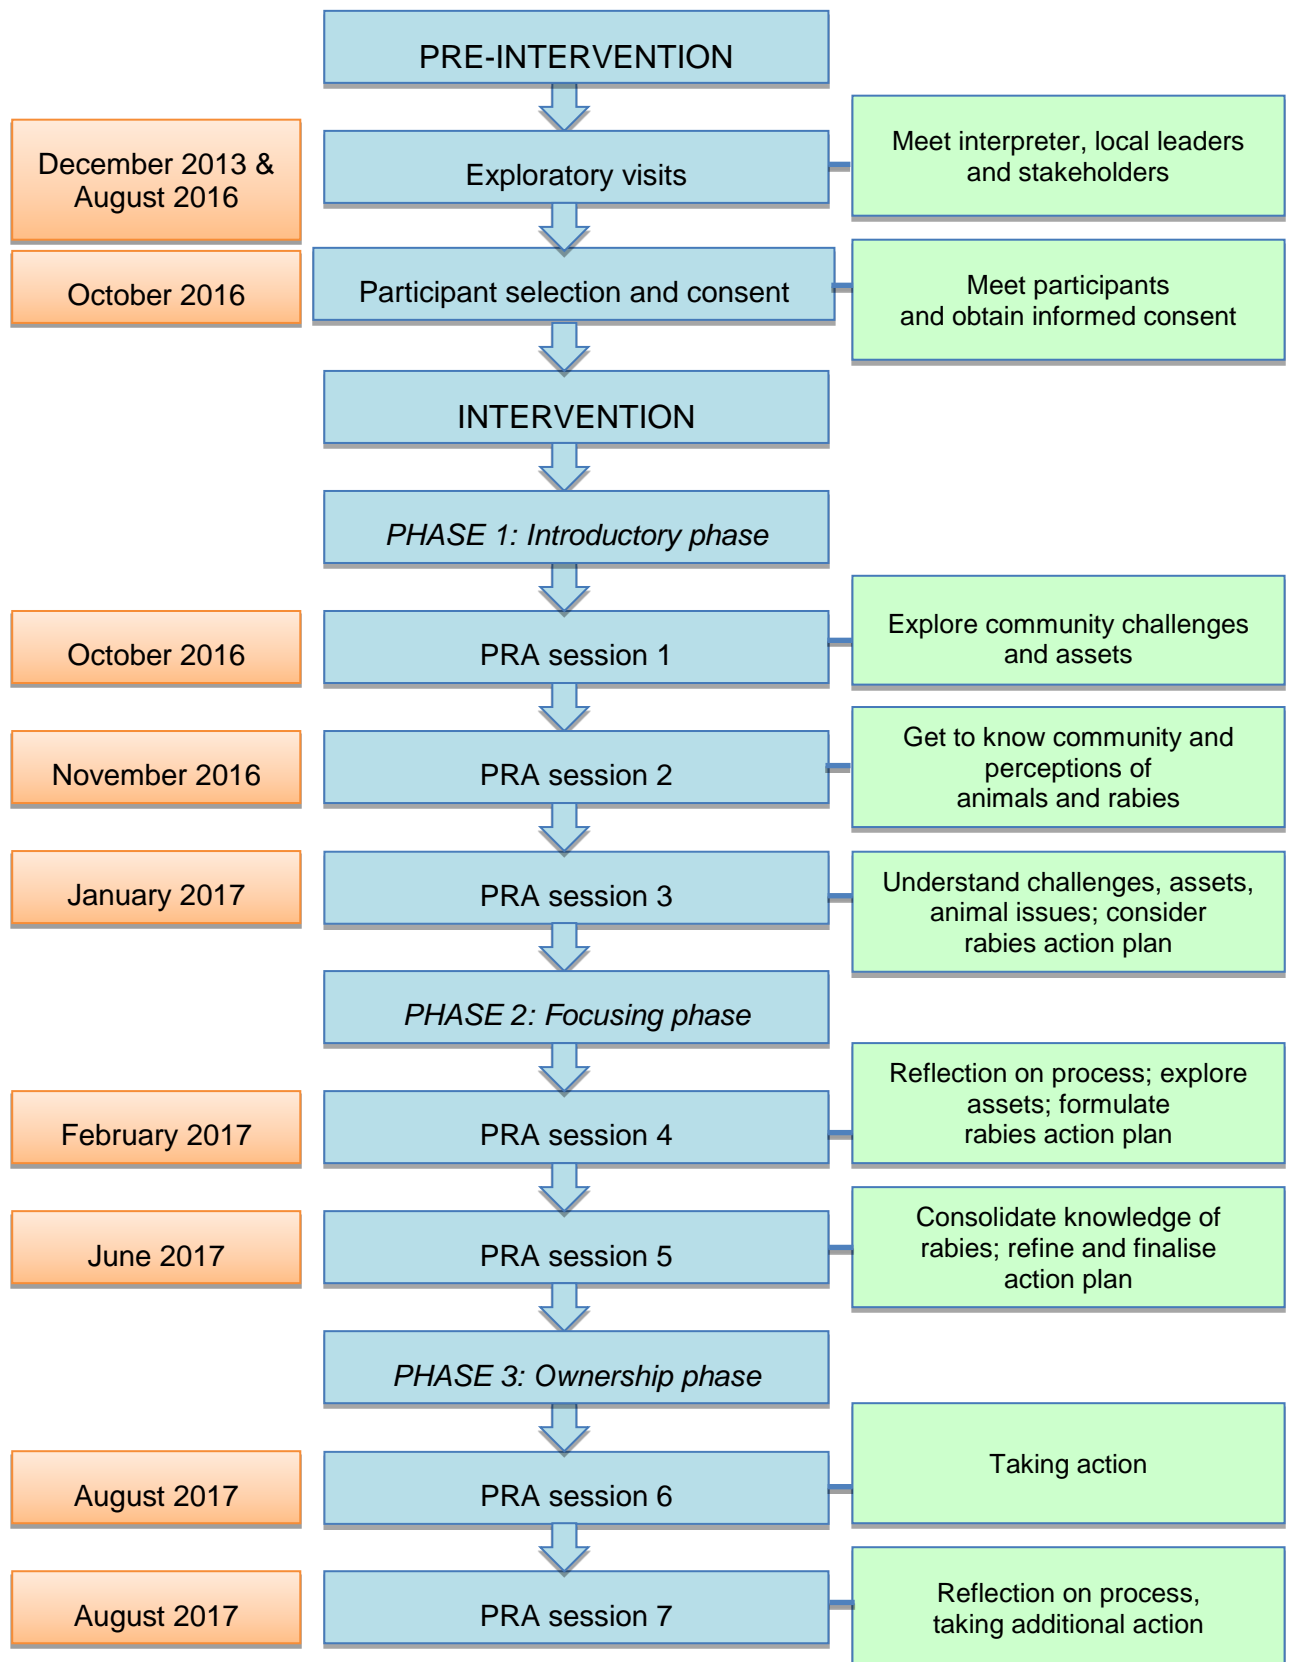 PRE-INTERVENTION
December 2013 &
August 2016
Exploratory visits
Meet interpreter, local leaders
and stakeholders
October 2016
Participant selection and consent
Meet participants
and obtain informed consent
INTERVENTION
PHASE 1: Introductory phase
October 2016
PRA session 1
Explore community challenges
and assets
November 2016
PRA session 2
Get to know community and
perceptions of
animals and rabies
January 2017
PRA session 3
Understand challenges, assets,
animal issues; consider
rabies action plan
PHASE 2: Focusing phase
February 2017
PRA session 4
Reflection on process; explore
assets; formulate
rabies action plan
June 2017
PRA session 5
Consolidate knowledge of
rabies; refine and finalise
action plan
PHASE 3: Ownership phase
August 2017
PRA session 6
Taking action
August 2017
PRA session 7
Reflection on process,
taking additional action